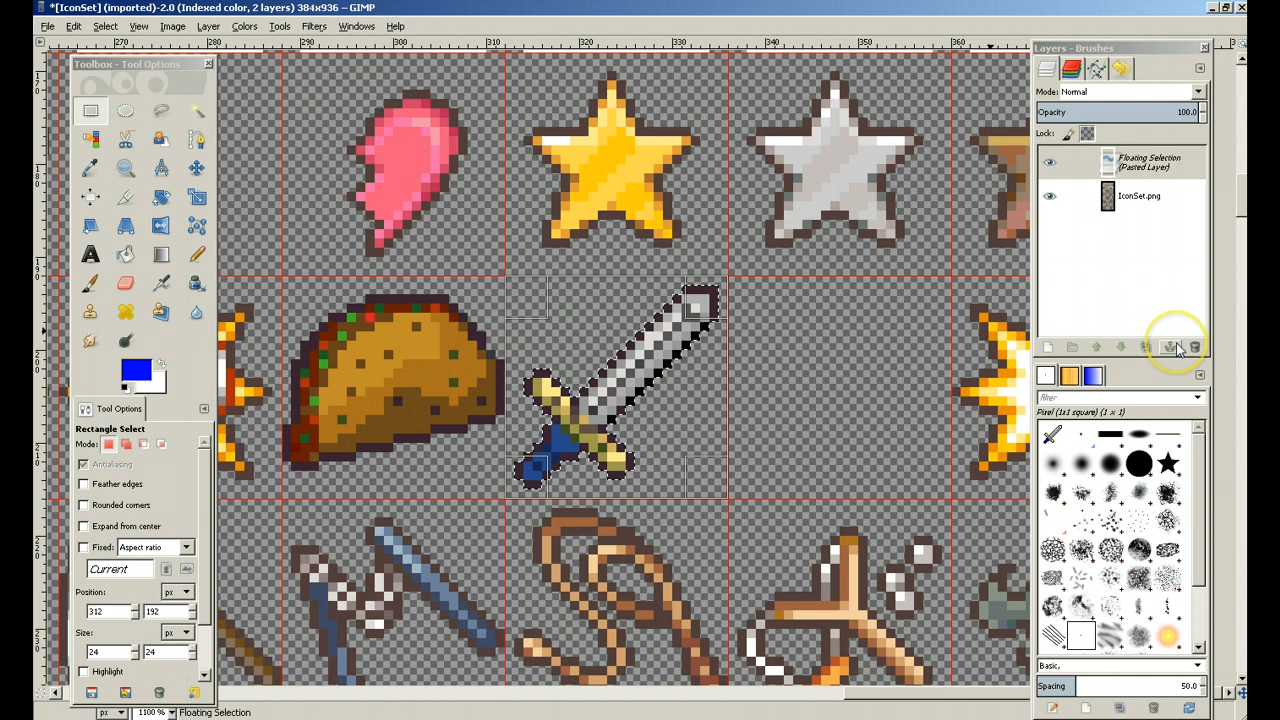 *[IconSet] (imported)-2.0 (Indexed color, 2 layers) 384x936 – GIMP
File Edit Select View Image Layer Colors Tools Filters Windows Help
270 280 290 300 310 320 330 340 350 360
Toolbox - Tool Options
Tool Options
Rectangle Select
Mode:
Antialiasing
Feather edges
Rounded corners
Expand from center
Fixed: Aspect ratio
Current
Position: px
312 192
Size: px
24 24
Highlight
Layers - Brushes
Mode: Normal
Opacity 100.0
Lock:
Floating Selection
(Pasted Layer)
IconSet.png
filter
Pixel (1x1 square) (1 x 1)
Basic,
Spacing 50.0
px 1100 % Floating Selection